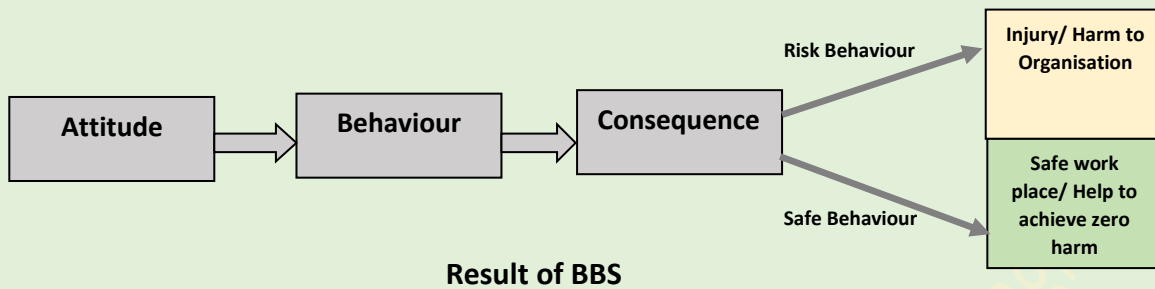 Risk Behaviour
Injury/ Harm to
Organisation
Attitude
Behaviour
Consequence
Safe work
place/ Help to
achieve zero
harm
Safe Behaviour
Result of BBS